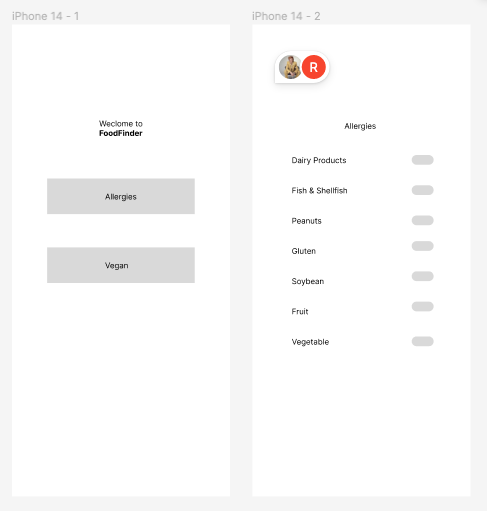 iPhone 14 - 1
Weclome to
FoodFinder
Allergies
Vegan
iPhone 14 - 2
R
Allergies
Dairy Products
Fish & Shellfish
Peanuts
Gluten
Soybean
Fruit
Vegetable